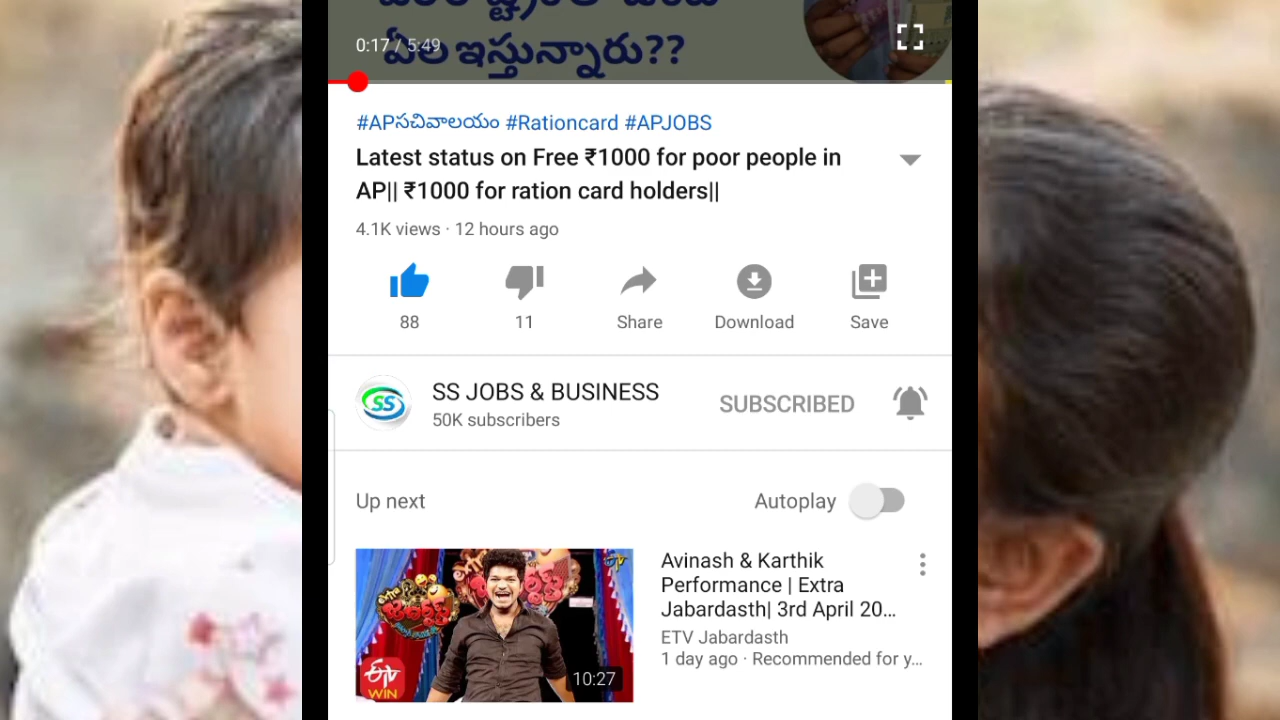 0:17 / 5:49
ఏల ఇస్తున్నారు??
#APసచివాలయం #Rationcard #APJOBS
Latest status on Free ₹1000 for poor people in
AP|| ₹1000 for ration card holders||
4.1K views · 12 hours ago
88
11
Share
Download
Save
SS
SS JOBS & BUSINESS
50K subscribers
SUBSCRIBED
Up next
Autoplay
Avinash & Karthik
Performance | Extra
Jabardasth| 3rd April 20...
ETV Jabardasth
1 day ago · Recommended for y...
WIN
10:27